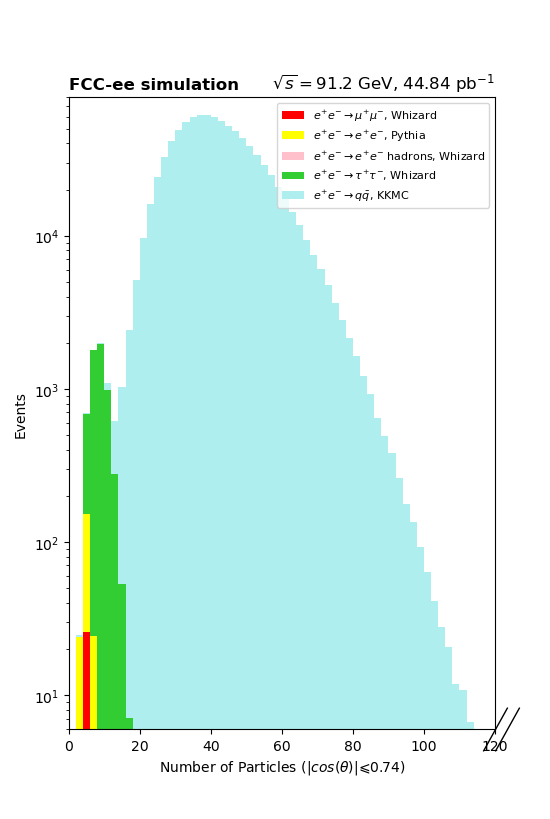 FCC-ee simulation √s = 91.2 GeV, 44.84 pb⁻¹
e⁺e⁻→μ⁺μ⁻, Whizard
e⁺e⁻→e⁺e⁻, Pythia
e⁺e⁻→e⁺e⁻ hadrons, Whizard
e⁺e⁻→τ⁺τ⁻, Whizard
e⁺e⁻→qq̄, KKMC
Events
10⁴
10³
10²
10¹
0 20 40 60 80 100 120
Number of Particles (|cos(θ)|⩽0.74)